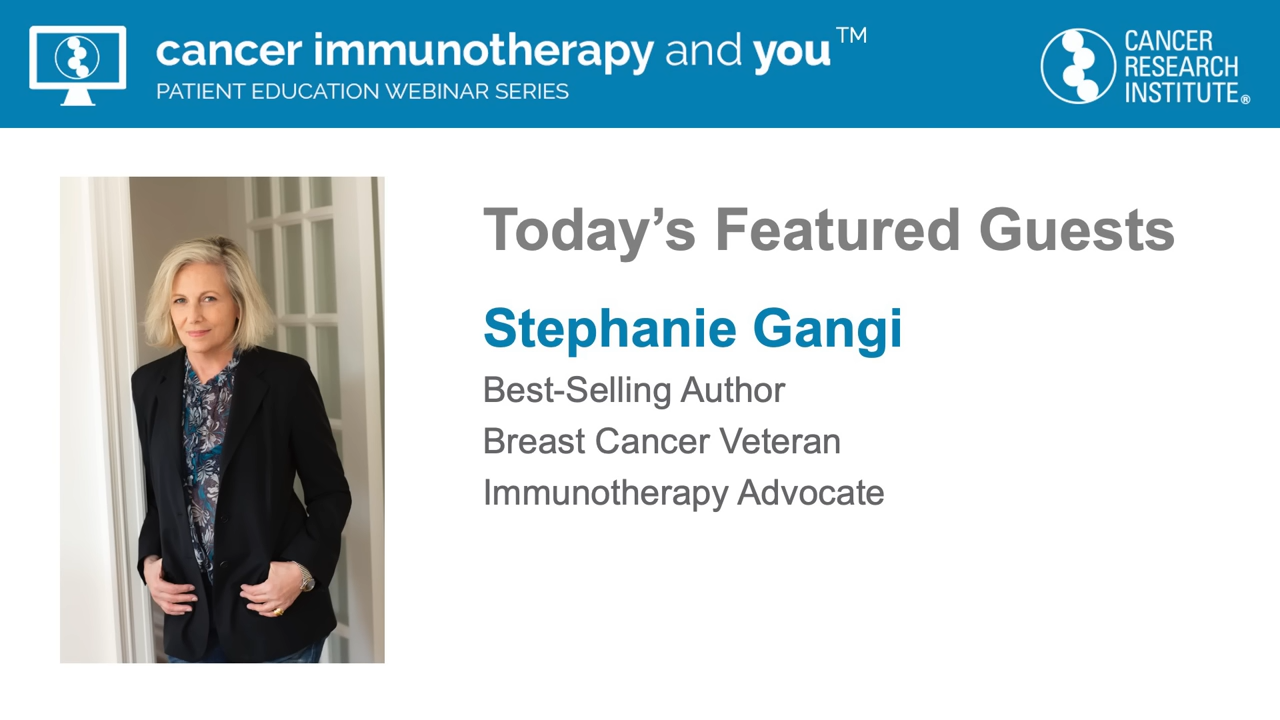 cancer immunotherapy and you™
PATIENT EDUCATION WEBINAR SERIES
CANCER
RESEARCH
INSTITUTE®
Today’s Featured Guests
Stephanie Gangi
Best-Selling Author
Breast Cancer Veteran
Immunotherapy Advocate